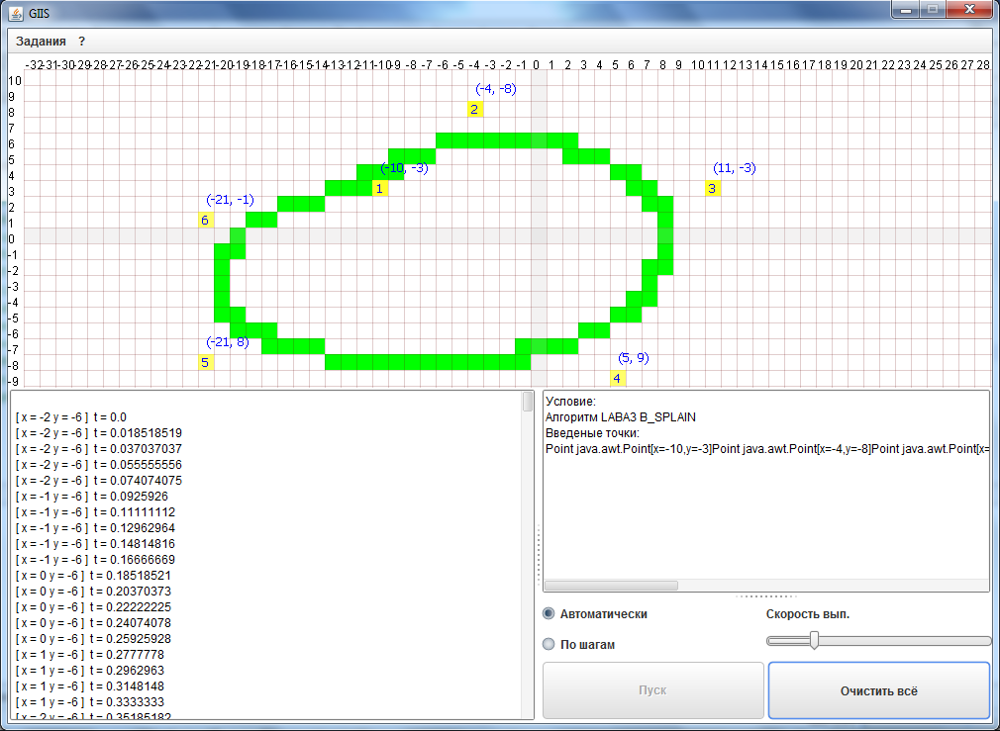 GIIS
Задания ?
-32-31-30-29-28-27-26-25-24-23-22-21-20-19-18-17-16-15-14-13-12-11-10-9 -8 -7 -6 -5 -4 -3 -2 -1 0 1 2 3 4 5 6 7 8 9 10 11 12 13 14 15 16 17 18 19 20 21 22 23 24 25 26 27 28
10
9
8
7
6
5
4
3
2
1
0
-1
-2
-3
-4
-5
-6
-7
-8
-9
(-4, -8)
2
(-10, -3)
1
(11, -3)
3
(-21, -1)
6
(-21, 8)
5
(5, 9)
4
[ x = -2 y = -6 ] t = 0.0
[ x = -2 y = -6 ] t = 0.018518519
[ x = -2 y = -6 ] t = 0.037037037
[ x = -2 y = -6 ] t = 0.055555556
[ x = -2 y = -6 ] t = 0.074074075
[ x = -1 y = -6 ] t = 0.0925926
[ x = -1 y = -6 ] t = 0.11111112
[ x = -1 y = -6 ] t = 0.12962964
[ x = -1 y = -6 ] t = 0.14814816
[ x = -1 y = -6 ] t = 0.16666669
[ x = 0 y = -6 ] t = 0.18518521
[ x = 0 y = -6 ] t = 0.20370373
[ x = 0 y = -6 ] t = 0.22222225
[ x = 0 y = -6 ] t = 0.24074078
[ x = 0 y = -6 ] t = 0.25925928
[ x = 1 y = -6 ] t = 0.2777778
[ x = 1 y = -6 ] t = 0.2962963
[ x = 1 y = -6 ] t = 0.3148148
[ x = 1 y = -6 ] t = 0.3333333
[ x = 2 y = -6 ] t = 0.35185182
Условие:
Алгоритм LABA3 B_SPLAIN
Введеные точки:
Point java.awt.Point[x=-10,y=-3]Point java.awt.Point[x=-4,y=-8]Point java.awt.Point[x=
Автоматически
По шагам
Скорость вып.
Пуск
Очистить всё